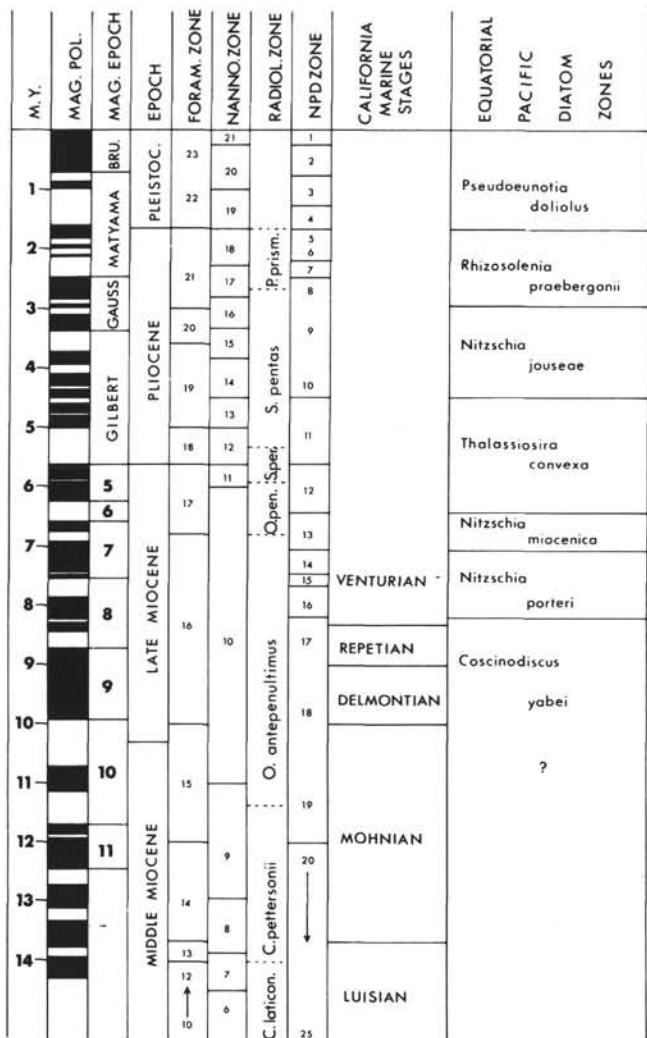 M.Y.
MAG. POL.
MAG. EPOCH
EPOCH
FORAM. ZONE
NANNO. ZONE
RADIOL. ZONE
NPD ZONE
CALIFORNIA
MARINE
STAGES
EQUATORIAL
PACIFIC
DIATOM
ZONES
1
2
3
4
5
6
7
8
9
10
11
12
13
14
BRU.
MATYAMA
GAUSS
GILBERT
5
6
7
8
9
10
11
PLEISTOC.
PLIOCENE
LATE MIOCENE
MIDDLE MIOCENE
23
22
21
20
19
18
17
16
15
14
13
12
10
21
20
19
18
17
16
15
14
13
12
11
10
9
8
7
6
P.prism.
S. pentas
S.per.
O.pen.
O. antepenultimus
C.pettersonii
C.laticon.
1
2
3
4
5
6
7
8
9
10
11
12
13
14
15
16
17
18
19
20
25
VENTURIAN
REPETIAN
DELMONTIAN
MOHNIAN
LUISIAN
Pseudoeunotia
doliolus
Rhizosolenia
praebergonii
Nitzschia
jouseae
Thalassiosira
convexa
Nitzschia
miocenica
Nitzschia
porteri
Coscinodiscus
yabei
?